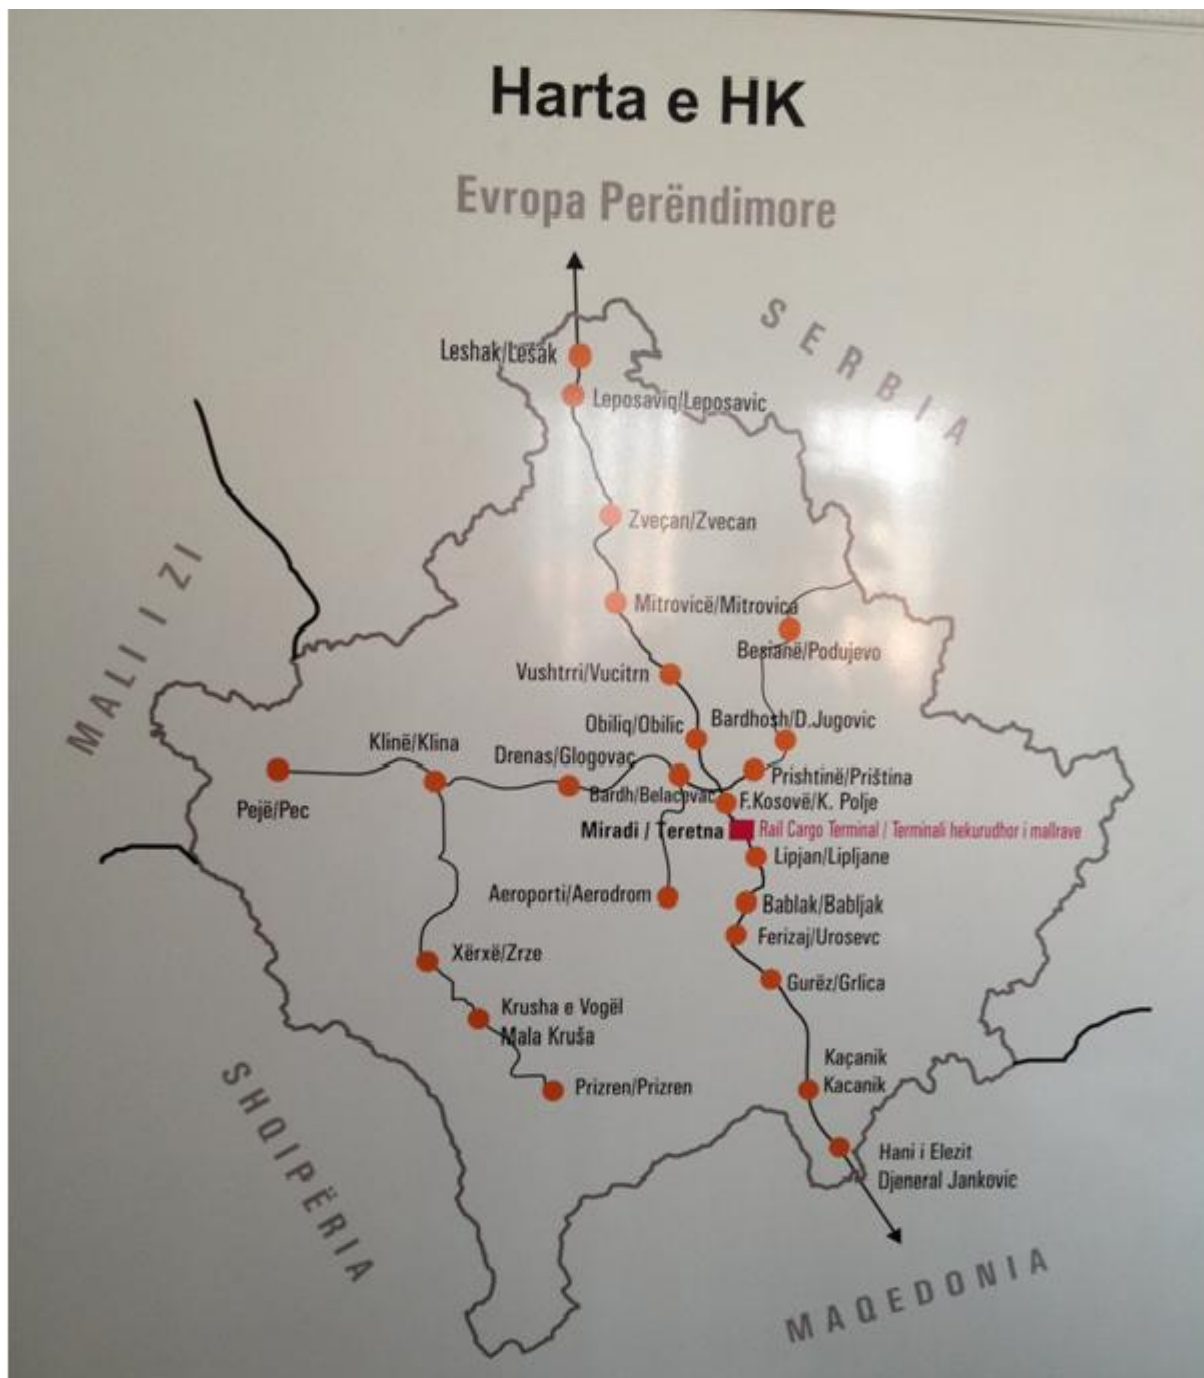 Harta e HK
Evropa Perëndimore
SERBIA
Leshak/Lešak
Leposaviq/Leposavic
Zveçan/Zvecan
MALI I ZI
Mitrovicë/Mitrovica
Besianë/Podujevo
Vushtrri/Vucitrn
Obiliq/Obilic
Bardhosh/D.Jugovic
Klinë/Klina
Drenas/Glogovaç
Prishtinë/Priština
Pejë/Pec
Bardh/Belacevac
F.Kosovë/K. Polje
Miradi / Teretna
Rail Cargo Terminal / Terminali hekurudhor i mallrave
Lipjan/Lipljane
Aeroporti/Aerodrom
Bablak/Babljak
Ferizaj/Urosevc
Xërxë/Zrze
Gurëz/Grlica
Krusha e Vogël
Mala Kruša
Kaçanik
Kacanik
Prizren/Prizren
SHQIPËRIA
Hani i Elezit
Djeneral Jankovic
MAQEDONIA